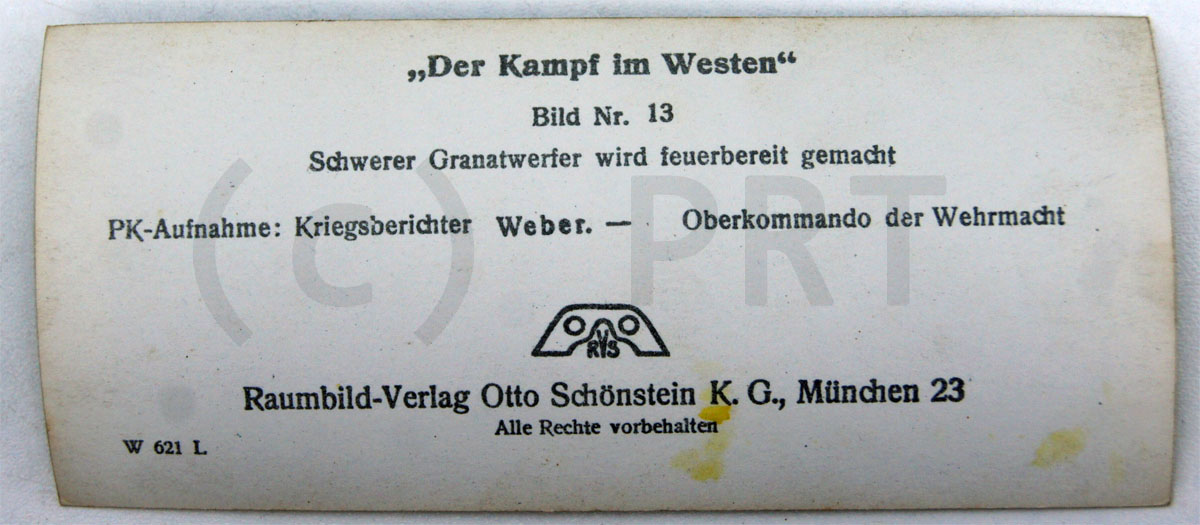 „Der Kampf im Westen“
Bild Nr. 13
Schwerer Granatwerfer wird feuerbereit gemacht
PK-Aufnahme: Kriegsberichter Weber. — Oberkommando der Wehrmacht
(c) PRT
RVS
Raumbild-Verlag Otto Schönstein K. G., München 23
Alle Rechte vorbehalten
W 621 L